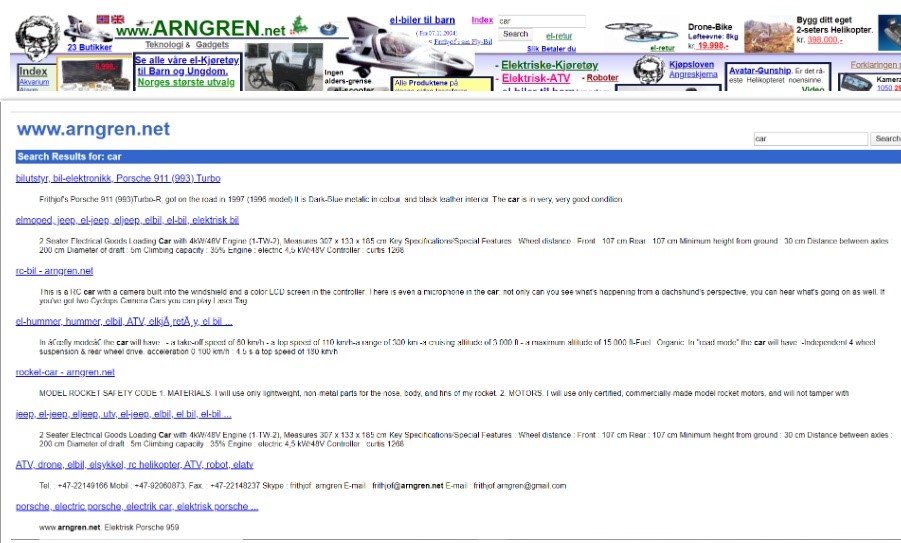 www.ARNGREN.net
23 Butikker
Teknologi & Gadgets
Index
Se alle våre el-Kjøretøy
til Barn og Ungdom.
Norges største utvalg
Ingen
alders-grense
el-biler til barn
Index
car
Search
el-retur
( Fra 07.11.2004)
Slik Betaler du
Alle Produktene på
- Elektriske-Kjøretøy
- Elektrisk-ATV
- Roboter
el-retur
Drone-Bike
Løfteevne: 8kg
kr. 19.998,-
Bygg ditt eget
2-seters Helikopter.
kr. 398.000,-
Kjøpsloven
Angreskjema
Avatar-Gunship. Er det rå-
este Helikopteret noensinne.
Video
Forklaringen
Kamera
1050
www.arngren.net
car
Search
Search Results for: car
bilutstyr, bil-elektronikk, Porsche 911 (993) Turbo
Frithjof's Porsche 911 (993)Turbo-R, got on the road in 1997 (1996 model) It is Dark-Blue metalic in colour, and black leather interior. The car is in very, very good condition.
elmoped, jeep, el-jeep, eljeep, elbil, el-bil, elektrisk bil
2 Seater Electrical Goods Loading Car with 4kW/48V Engine (1-TW-2), Measures 307 x 133 x 185 cm Key Specifications/Special Features : Wheel distance : Front : 107 cm Rear : 107 cm Minimum height from ground : 30 cm Distance between axles :
200 cm Diameter of draft : 5m Climbing capacity : 35% Engine : electric 4,5 kW/48V Controller : curtis 1268
rc-bil - arngren.net
This is a RC car with a camera built into the windshield and a color LCD screen in the controller. There is even a microphone in the car: not only can you see what's happening from a dachshund's perspective, you can hear what's going on as well. If
you've got two Cyclops Camera Cars you can play Laser Tag
el-hummer, hummer, elbil, ATV, elkjÃ¸retÃ¸y, el bil ...
In â€œfly modeâ€ the car will have : - a take-off speed of 60 km/h - a top speed of 110 km/h-a range of 300 km -a cruising altitude of 3 000 ft - a maximum altitude of 15 000 ft-Fuel : Organic. In "road mode" the car will have -Independent 4 wheel
suspension & rear wheel drive. acceleration 0-100 km/h : 4.5 s a top speed of 180 km/h
rocket-car - arngren.net
MODEL ROCKET SAFETY CODE 1. MATERIALS. I will use only lightweight, non-metal parts for the nose, body, and fins of my rocket. 2. MOTORS. I will use only certified, commercially-made model rocket motors, and will not tamper with
jeep, el-jeep, eljeep, utv, el-jeep, elbil, el bil, el-bil ...
2 Seater Electrical Goods Loading Car with 4kW/48V Engine (1-TW-2), Measures 307 x 133 x 185 cm Key Specifications/Special Features : Wheel distance : Front : 107 cm Rear : 107 cm Minimum height from ground : 30 cm Distance between axles :
200 cm Diameter of draft : 5m Climbing capacity : 35% Engine : electric 4,5 kW/48V Controller : curtis 1268
ATV, drone, elbil, elsykkel, rc helikopter, ATV, robot, elatv
Tel. : +47-22149166 Mobil : +47-92060873. Fax. : +47-22148237 Skype : frithjof. arngren E-mail : frithjof@arngren.net E-mail : frithjof.arngren@gmail.com
porsche, electric porsche, electrik car, elektrisk porsche ...
www.arngren.net. Elektrisk Porsche 959